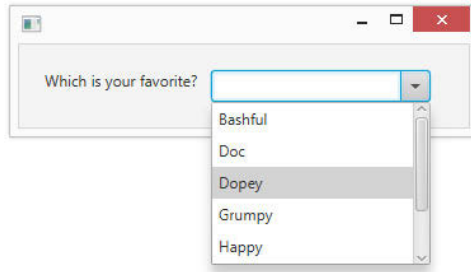 Which is your favorite?
Bashful
Doc
Dopey
Grumpy
Happy